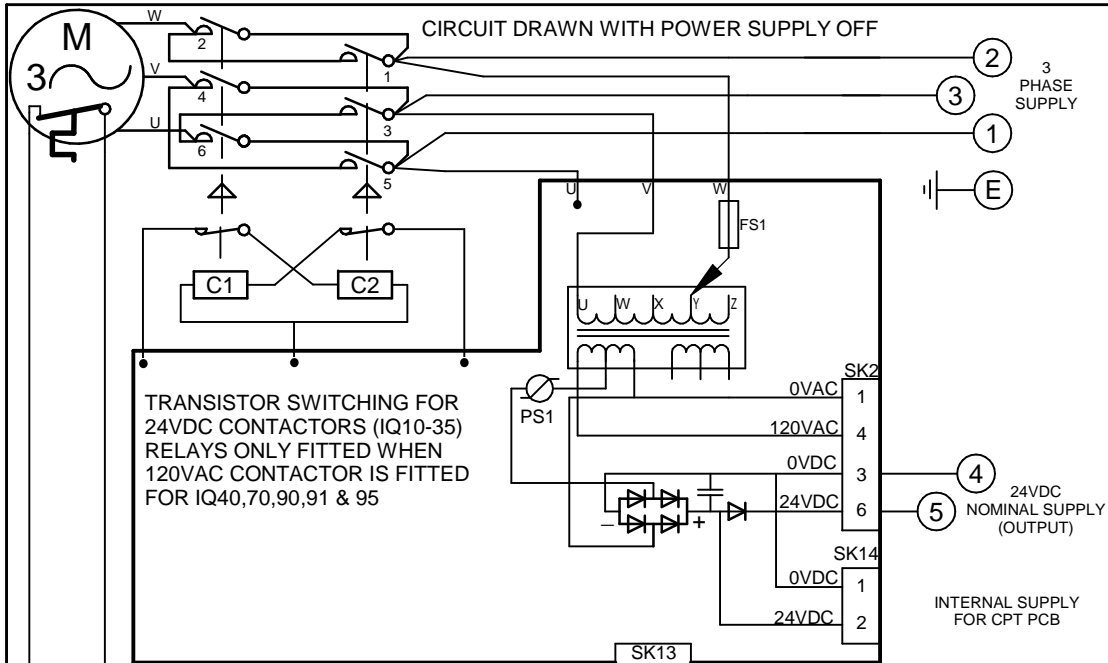 CIRCUIT DRAWN WITH POWER SUPPLY OFF
W
M
3
V
U
2
4
6
1
3
5
2
3
1
E
3
PHASE
SUPPLY
U
V
W
FS1
C1
C2
U W X Y Z
PS1
TRANSISTOR SWITCHING FOR
24VDC CONTACTORS (IQ10-35)
RELAYS ONLY FITTED WHEN
120VAC CONTACTOR IS FITTED
FOR IQ40,70,90,91 & 95
SK2
0VAC 1
120VAC 4
0VDC 3
24VDC 6
4
5
24VDC
NOMINAL SUPPLY
(OUTPUT)
− +
SK14
0VDC 1
24VDC 2
INTERNAL SUPPLY
FOR CPT PCB
SK13